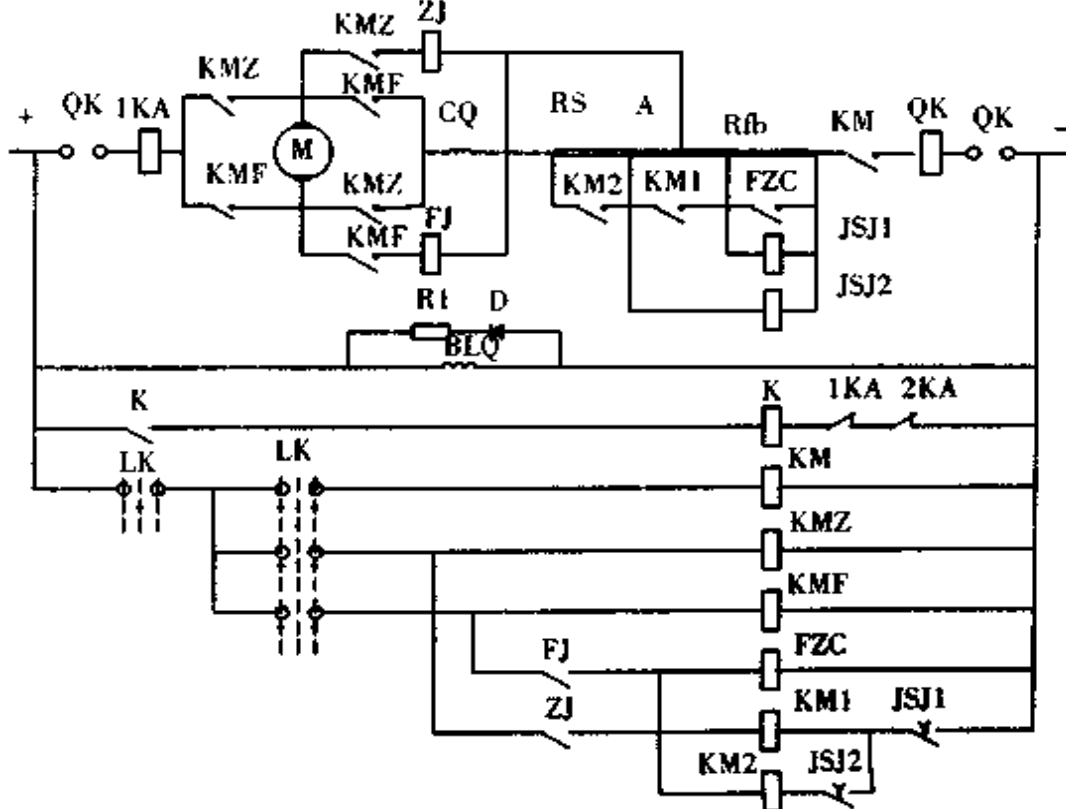 ZJ
KMZ
KMZ
KMF
+ QK 1KA
CQ
RS A
Rfb
KM QK QK −
M
KMF KMZ
KM2 KM1 FZC
KMF FJ
JSJ1
JSJ2
R1 D
BLQ
K
K 1KA 2KA
LK
LK
KM
KMZ
KMF
FJ
FZC
ZJ
KM1 JSJ1
KM2 JSJ2